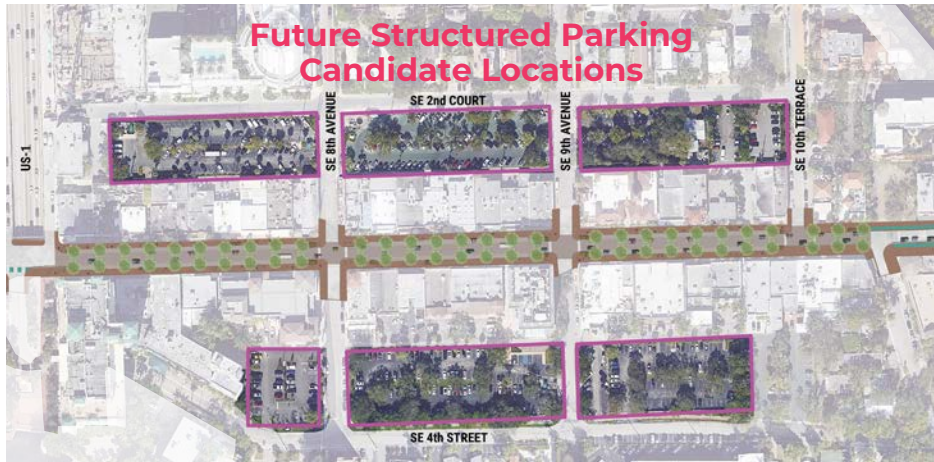 Future Structured Parking
Candidate Locations
SE 2nd COURT
US-1
SE 8th AVENUE
SE 9th AVENUE
SE 10th TERRACE
SE 4th STREET